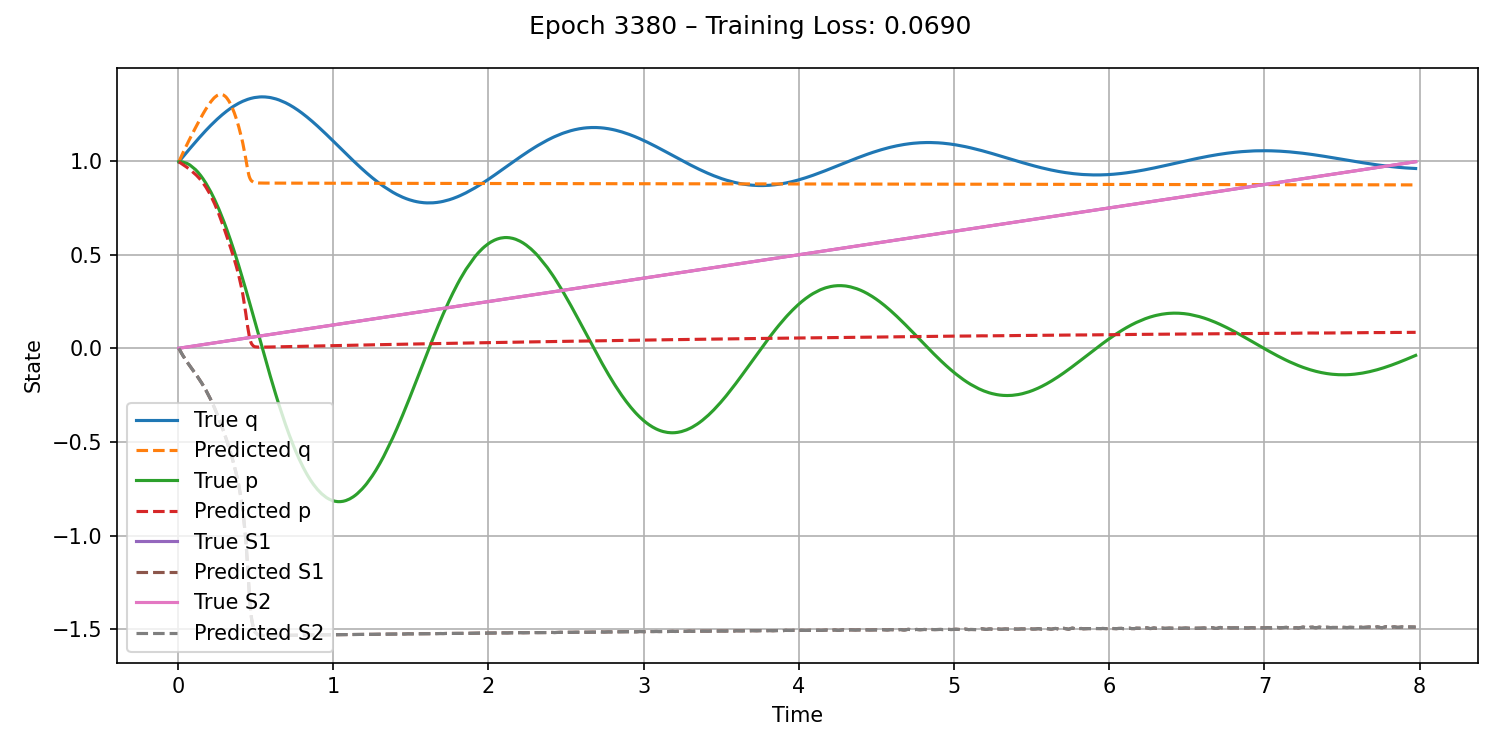 Epoch 3380 – Training Loss: 0.0690
State
1.0
0.5
0.0
−0.5
−1.0
−1.5
True q
Predicted q
True p
Predicted p
True S1
Predicted S1
True S2
Predicted S2
0 1 2 3 4 5 6 7 8
Time